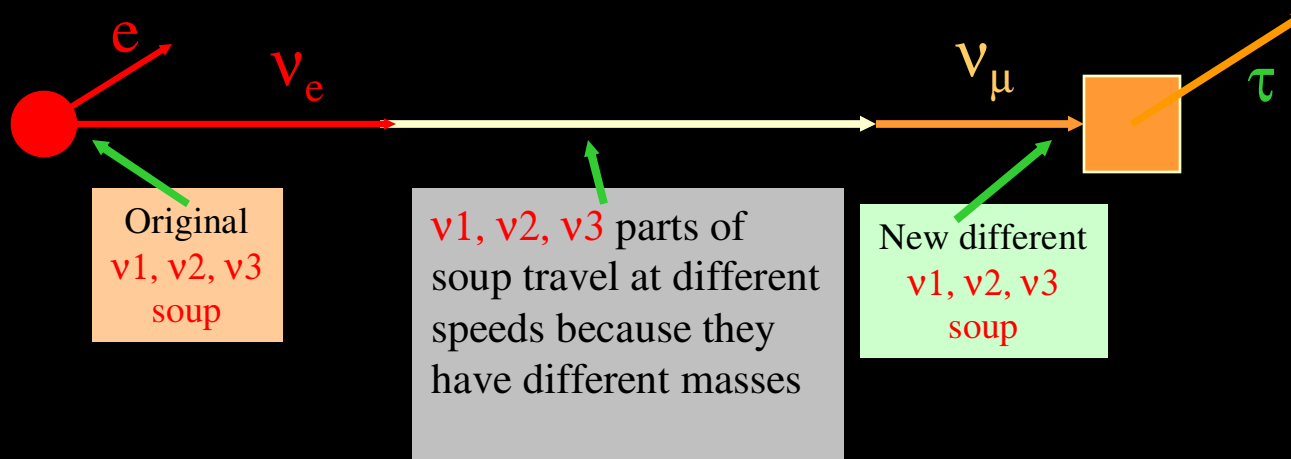 e
νe
νμ
τ
Original
ν1, ν2, ν3
soup
ν1, ν2, ν3 parts of
soup travel at different
speeds because they
have different masses
New different
ν1, ν2, ν3
soup